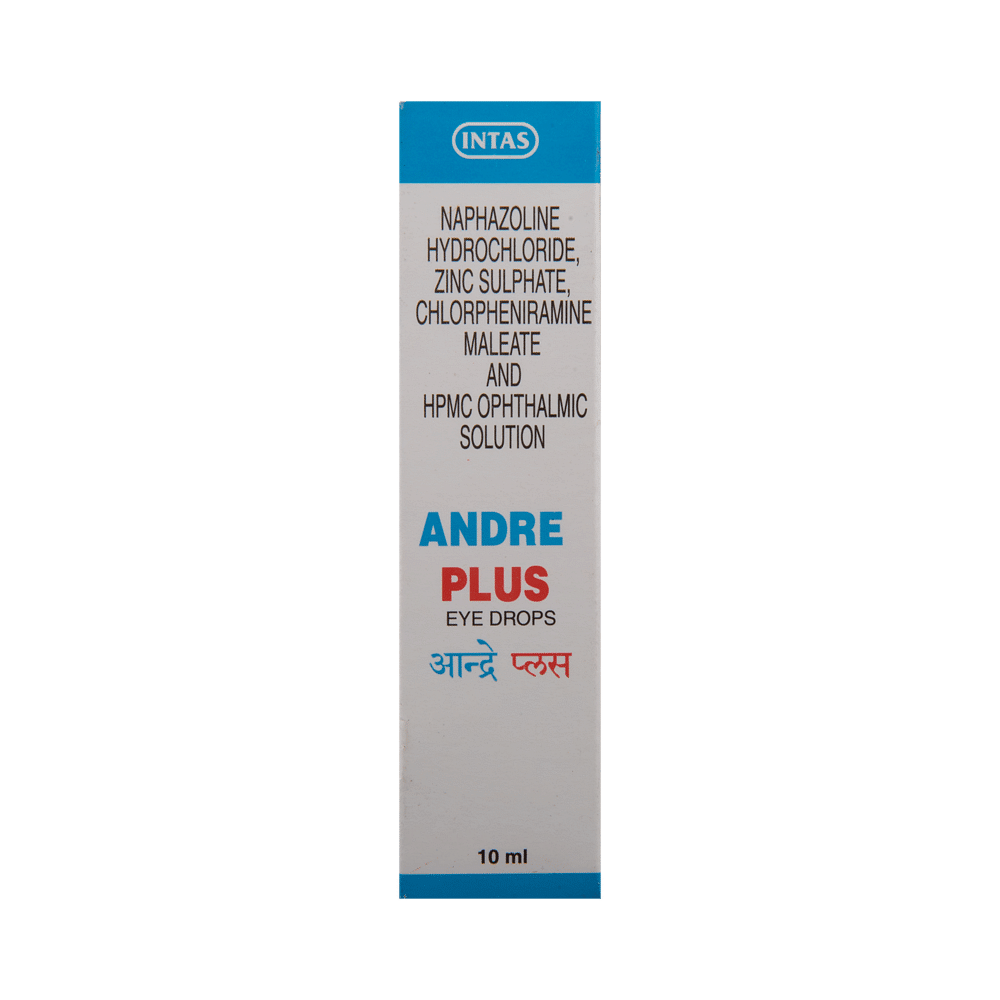 INTAS
NAPHAZOLINE
HYDROCHLORIDE,
ZINC SULPHATE,
CHLORPHENIRAMINE
MALEATE
AND
HPMC OPHTHALMIC
SOLUTION
ANDRE
PLUS
EYE DROPS
आन्द्रे प्लस
10 ml